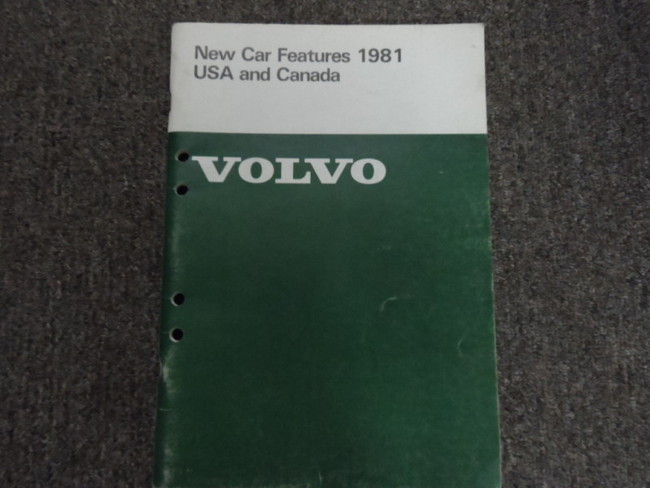 New Car Features 1981
USA and Canada
VOLVO